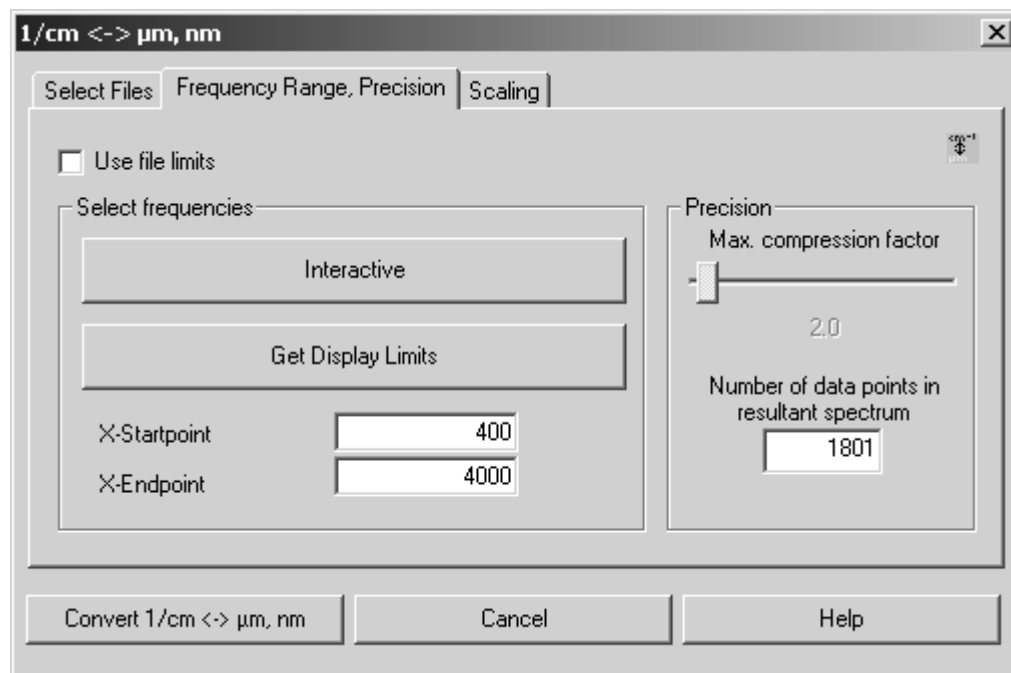 1/cm <-> µm, nm
Select Files
Frequency Range, Precision
Scaling
Use file limits
cm-1
Select frequencies
Interactive
Get Display Limits
X-Startpoint
400
X-Endpoint
4000
Precision
Max. compression factor
2.0
Number of data points in
resultant spectrum
1801
Convert 1/cm <-> µm, nm
Cancel
Help